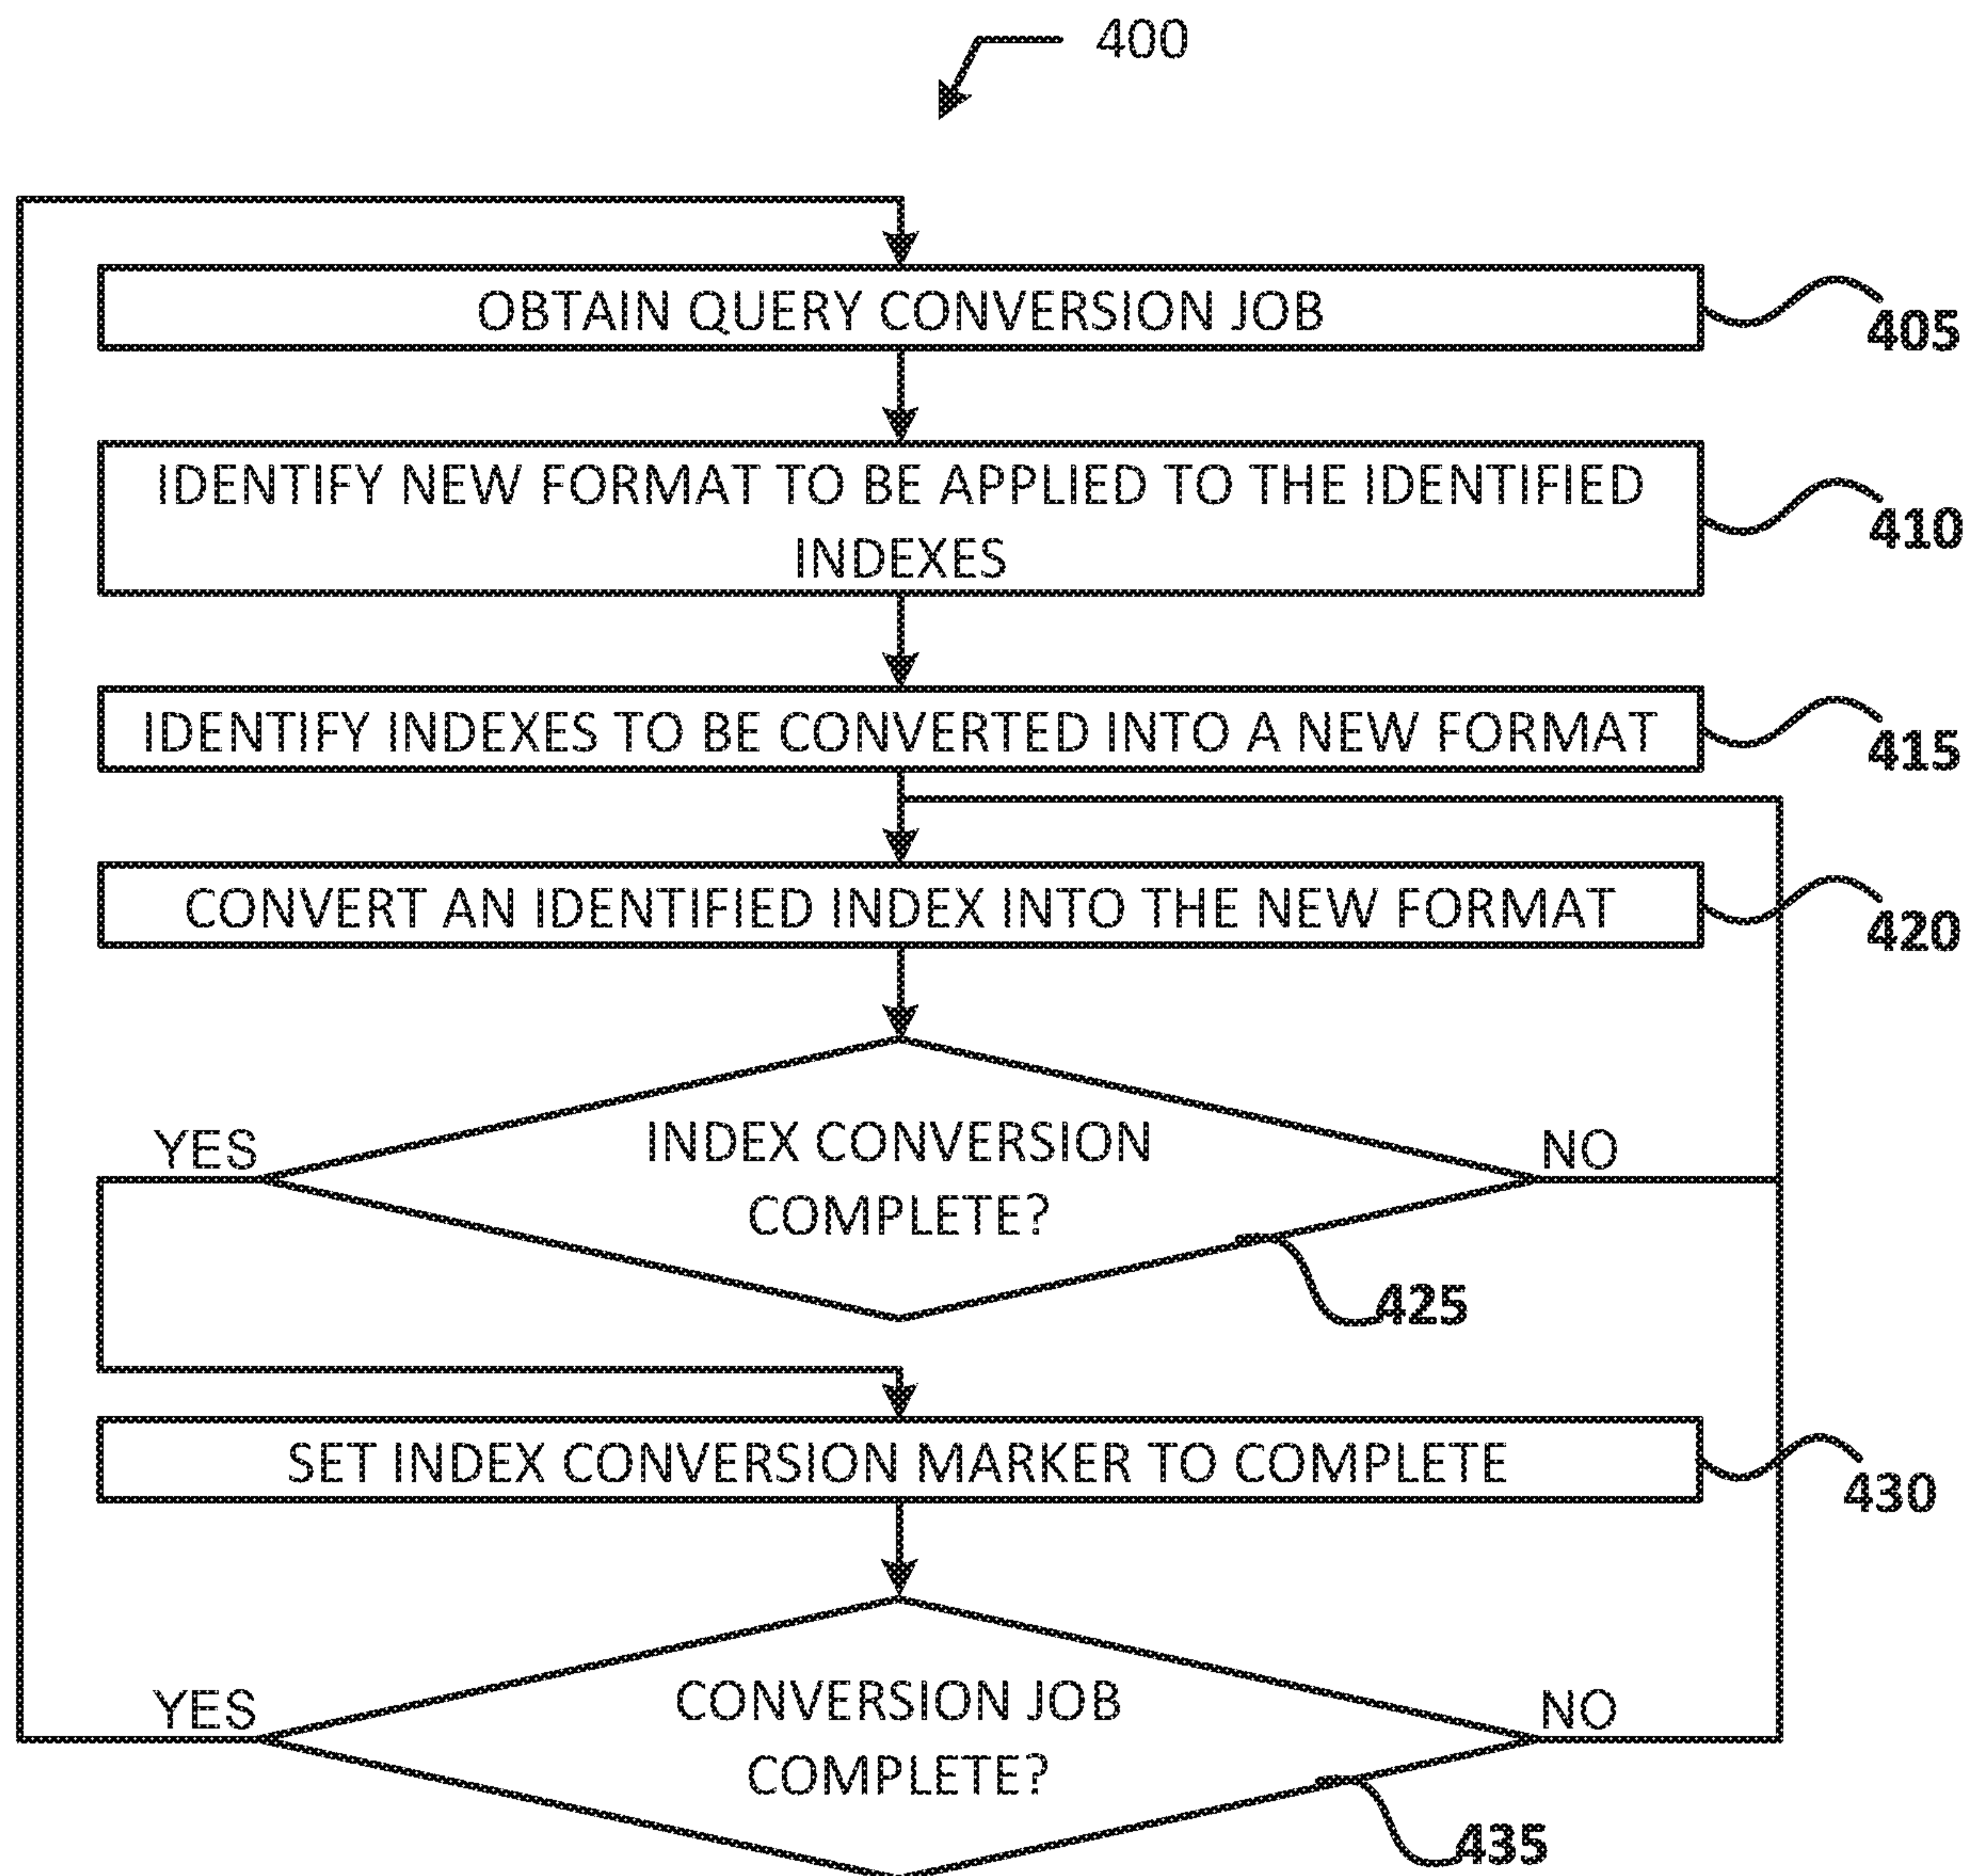 400
OBTAIN QUERY CONVERSION JOB
405
IDENTIFY NEW FORMAT TO BE APPLIED TO THE IDENTIFIED
INDEXES
410
IDENTIFY INDEXES TO BE CONVERTED INTO A NEW FORMAT
415
CONVERT AN IDENTIFIED INDEX INTO THE NEW FORMAT
420
YES
INDEX CONVERSION
COMPLETE?
NO
425
SET INDEX CONVERSION MARKER TO COMPLETE
430
YES
CONVERSION JOB
COMPLETE?
NO
435